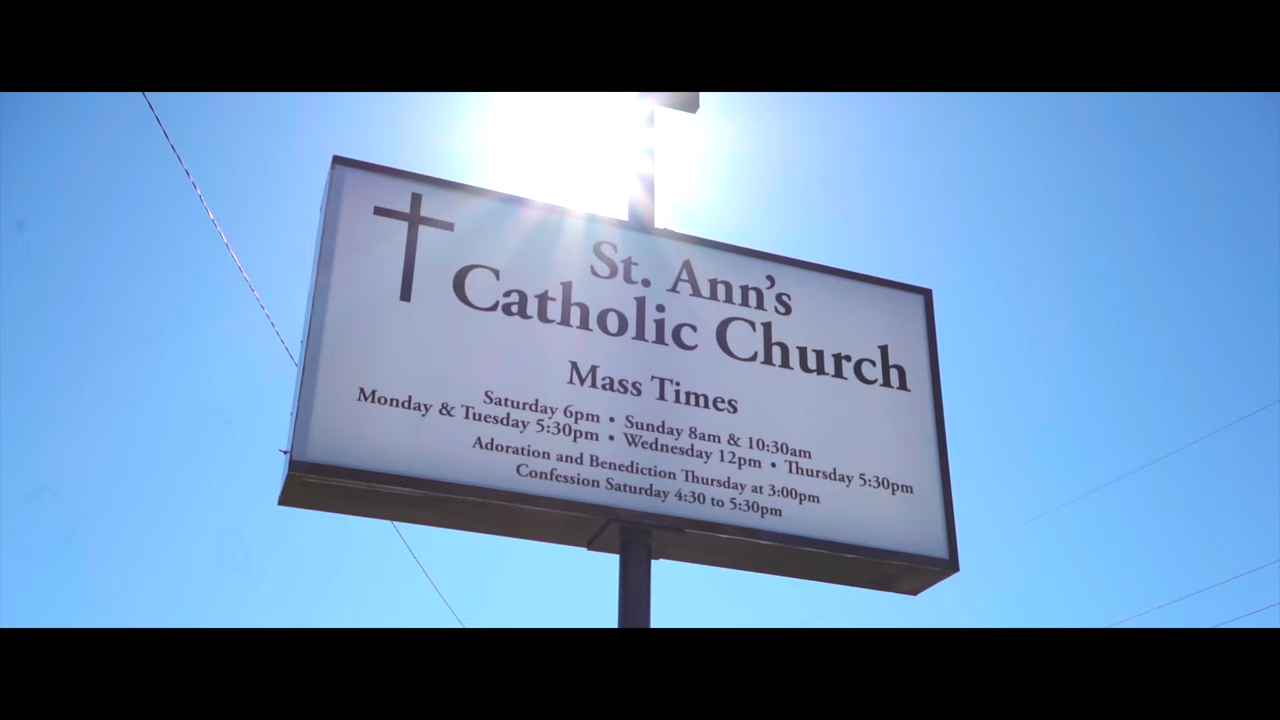 St. Ann's
Catholic Church
Mass Times
Saturday 6pm • Sunday 8am & 10:30am
Monday & Tuesday 5:30pm • Wednesday 12pm • Thursday 5:30pm
Adoration and Benediction Thursday at 3:00pm
Confession Saturday 4:30 to 5:30pm